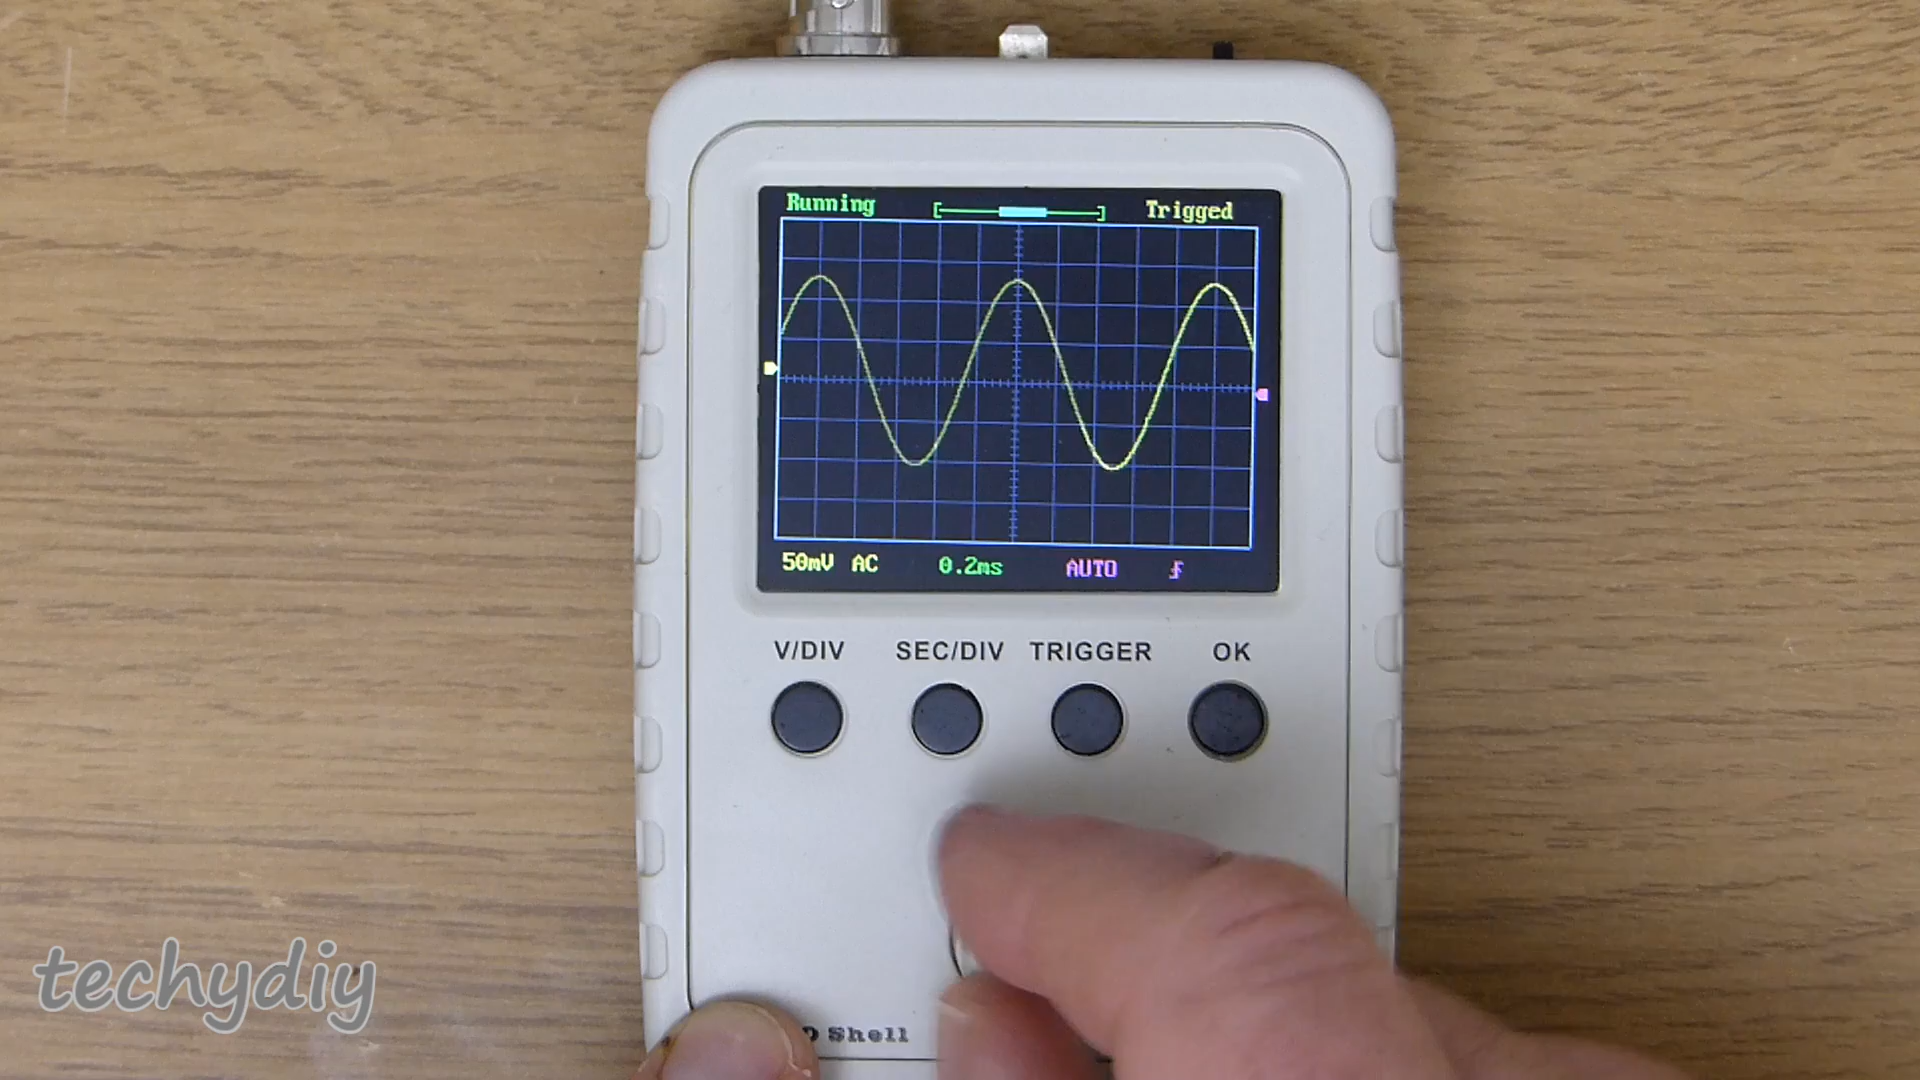 Running Trigged
50mV AC 0.2ms AUTO
V/DIV SEC/DIV TRIGGER OK
Shell
techydiy